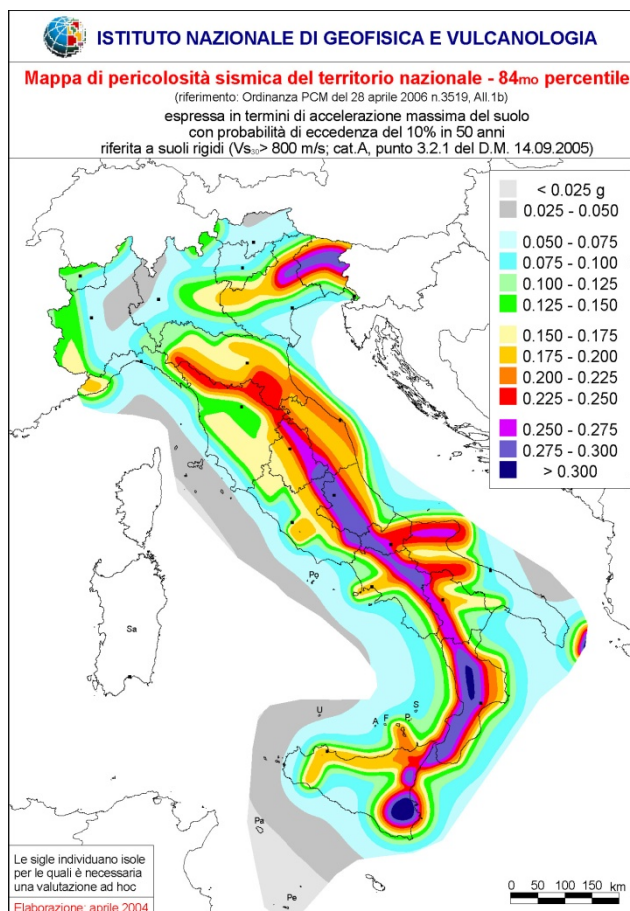 ISTITUTO NAZIONALE DI GEOFISICA E VULCANOLOGIA
Mappa di pericolosità sismica del territorio nazionale - 84mo percentile
(riferimento: Ordinanza PCM del 28 aprile 2006 n.3519, All.1b)
espressa in termini di accelerazione massima del suolo
con probabilità di eccedenza del 10% in 50 anni
riferita a suoli rigidi (Vs30> 800 m/s; cat.A, punto 3.2.1 del D.M. 14.09.2005)
< 0.025 g
0.025 - 0.050
0.050 - 0.075
0.075 - 0.100
0.100 - 0.125
0.125 - 0.150
0.150 - 0.175
0.175 - 0.200
0.200 - 0.225
0.225 - 0.250
0.250 - 0.275
0.275 - 0.300
> 0.300
Po
Sa
U
A F P S
Pa
Pe
Le sigle individuano isole
per le quali è necessaria
una valutazione ad hoc
Elaborazione: aprile 2004
0 50 100 150 km